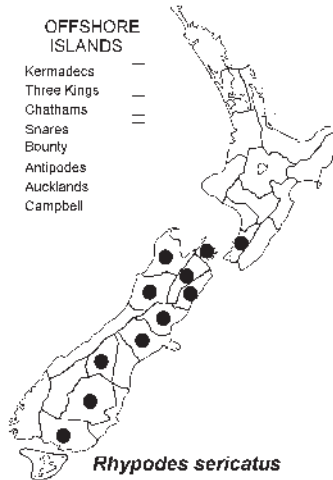 OFFSHORE
ISLANDS
Kermadecs
Three Kings
Chathams
Snares
Bounty
Antipodes
Aucklands
Campbell
Rhypodes sericatus